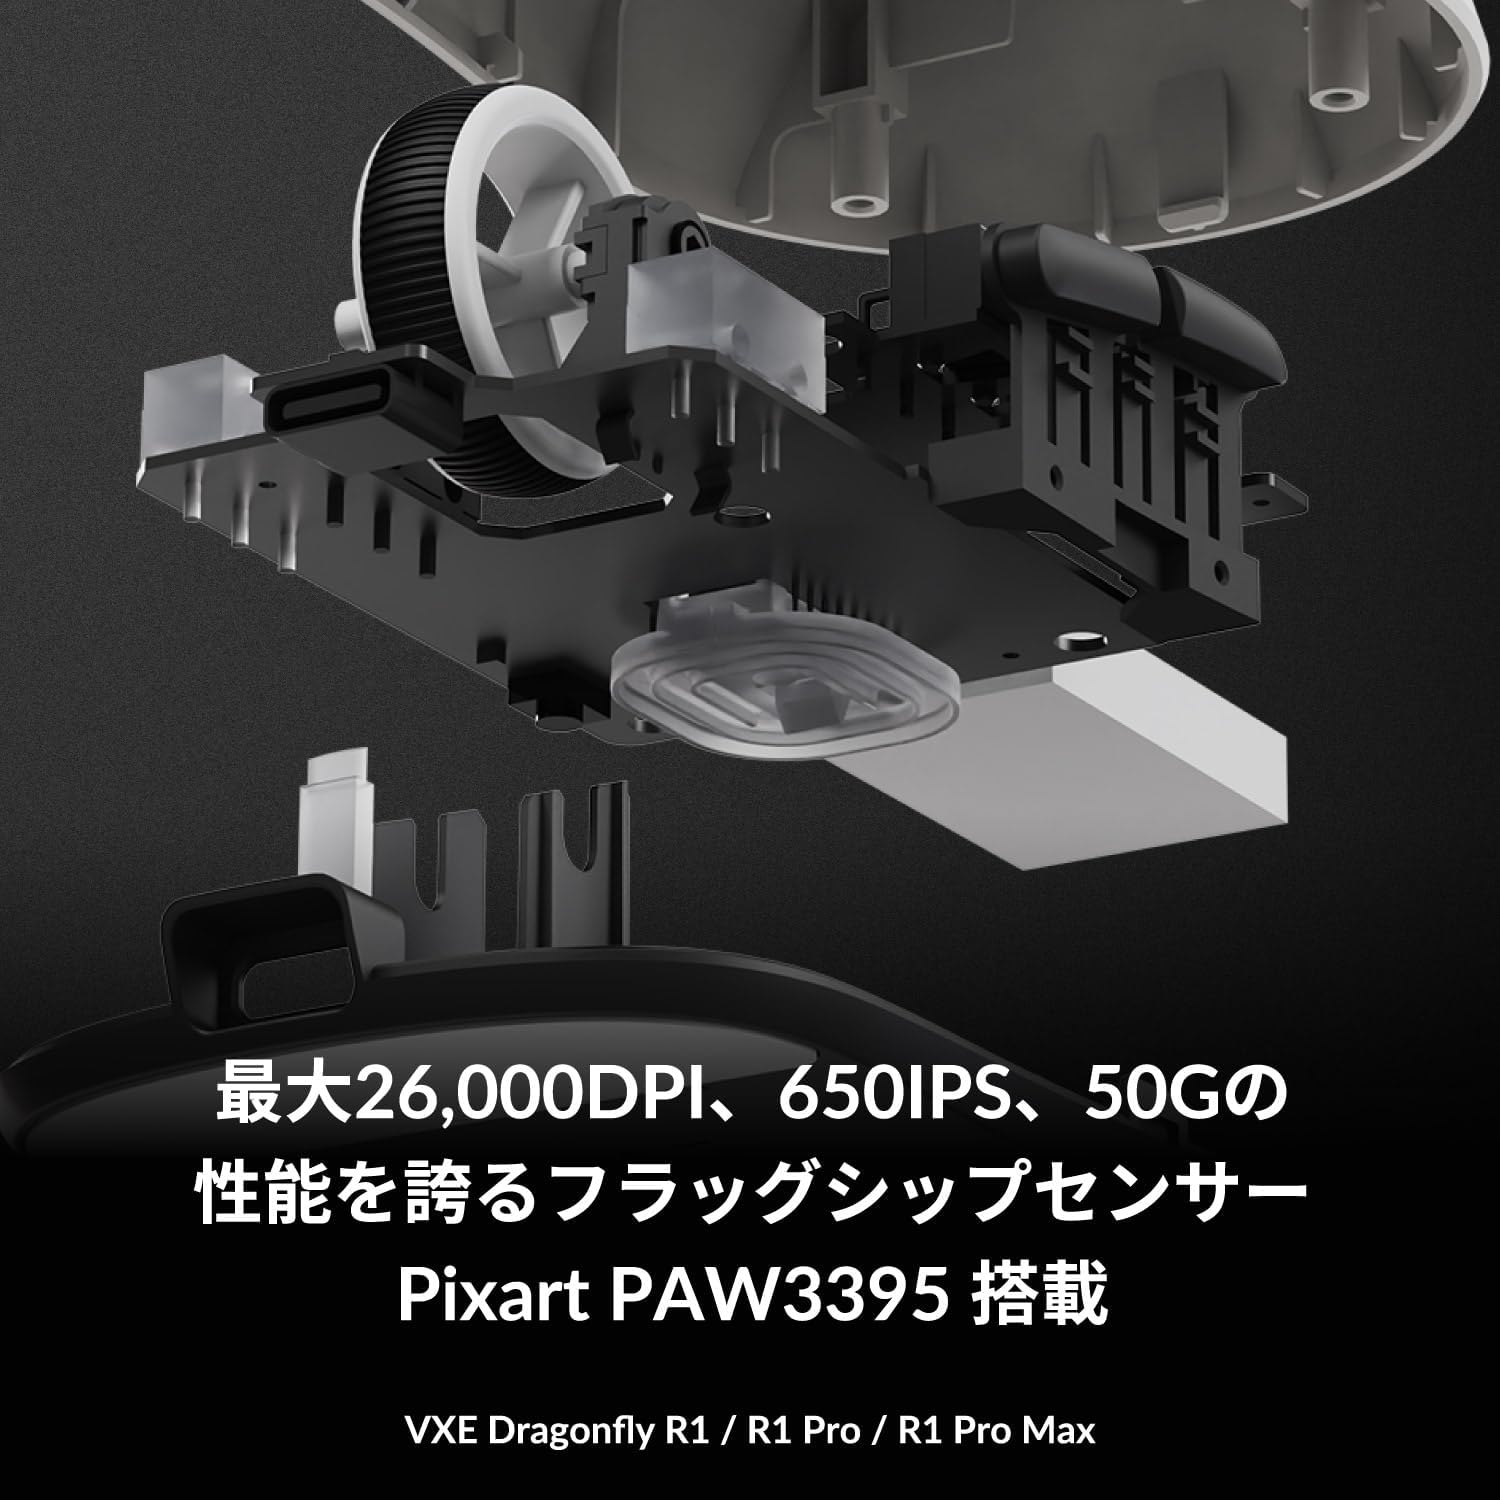 最大26,000DPI、650IPS、50Gの
性能を誇るフラッグシップセンサー
Pixart PAW3395 搭載
VXE Dragonfly R1 / R1 Pro / R1 Pro Max